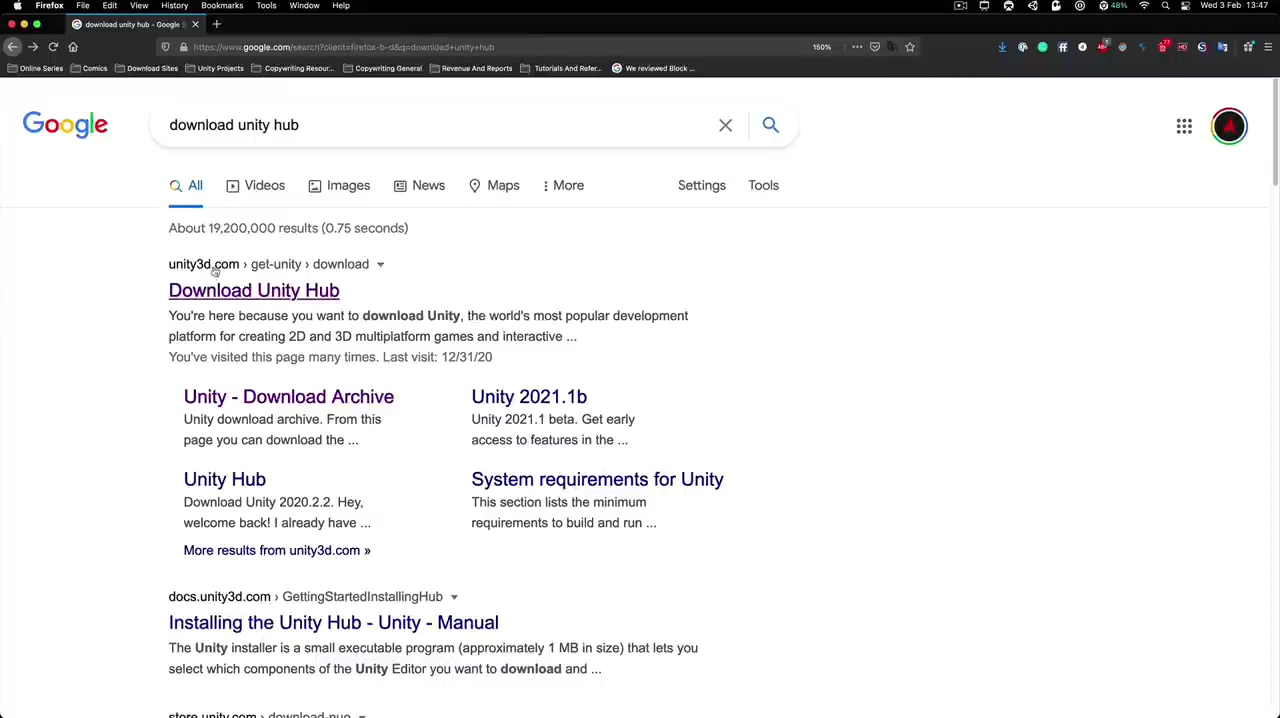 Firefox File Edit View History Bookmarks Tools Window Help 48% Wed 3 Feb 13:47
download unity hub - Google S
https://www.google.com/search?client=firefox-b-d&q=download+unity+hub 150%
Online Series Comics Download Sites Unity Projects Copywriting Resour... Copywriting General Revenue And Reports Tutorials And Refer... We reviewed Block ...
Google download unity hub
All Videos Images News Maps More Settings Tools
About 19,200,000 results (0.75 seconds)
unity3d.com › get-unity › download
Download Unity Hub
You're here because you want to download Unity, the world's most popular development
platform for creating 2D and 3D multiplatform games and interactive ...
You've visited this page many times. Last visit: 12/31/20
Unity - Download Archive
Unity download archive. From this
page you can download the ...
Unity 2021.1b
Unity 2021.1 beta. Get early
access to features in the ...
Unity Hub
Download Unity 2020.2.2. Hey,
welcome back! I already have ...
System requirements for Unity
This section lists the minimum
requirements to build and run ...
More results from unity3d.com »
docs.unity3d.com › GettingStartedInstallingHub
Installing the Unity Hub - Unity - Manual
The Unity installer is a small executable program (approximately 1 MB in size) that lets you
select which components of the Unity Editor you want to download and ...
store.unity.com › download-nuo